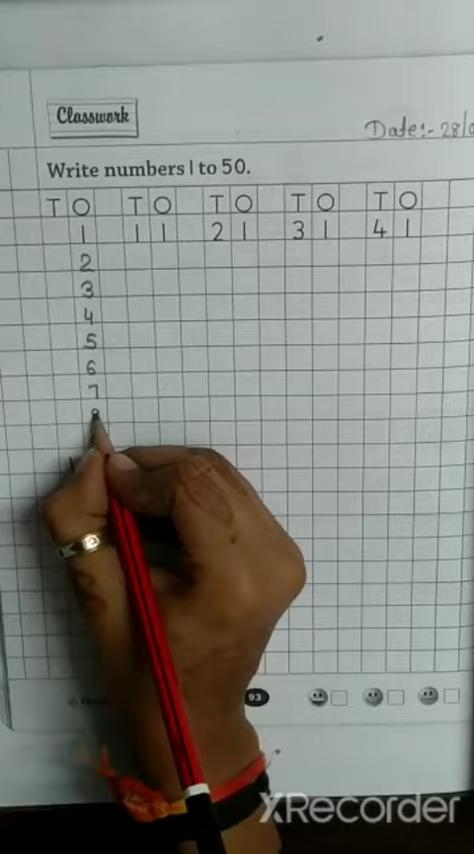 Classwork
Date:- 28/
Write numbers 1 to 50.
T O T O T O T O T O
1 1 1 2 1 3 1 4 1
2
3
4
5
6
7
8
93
XRecorder